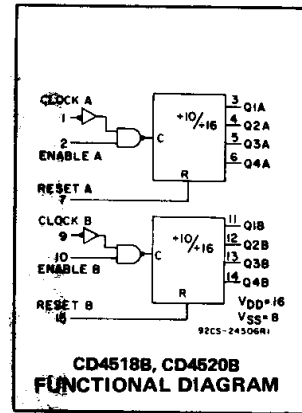 CLOCK A
1
2
ENABLE A
C
÷10/÷16
R
3 Q1A
4 Q2A
5 Q3A
6 Q4A
RESET A
7
CLOCK B
9
10
ENABLE B
C
÷10/÷16
R
11 Q1B
12 Q2B
13 Q3B
14 Q4B
RESET B
15
VDD=16
VSS=8
92CS-24506R1
CD4518B, CD4520B
FUNCTIONAL DIAGRAM